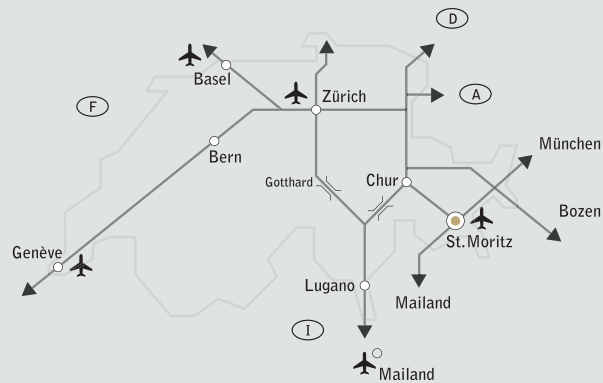 D
A
F
Basel
Zürich
München
Bern
Gotthard
Chur
Bozen
St. Moritz
Genève
Lugano
Mailand
I
Mailand